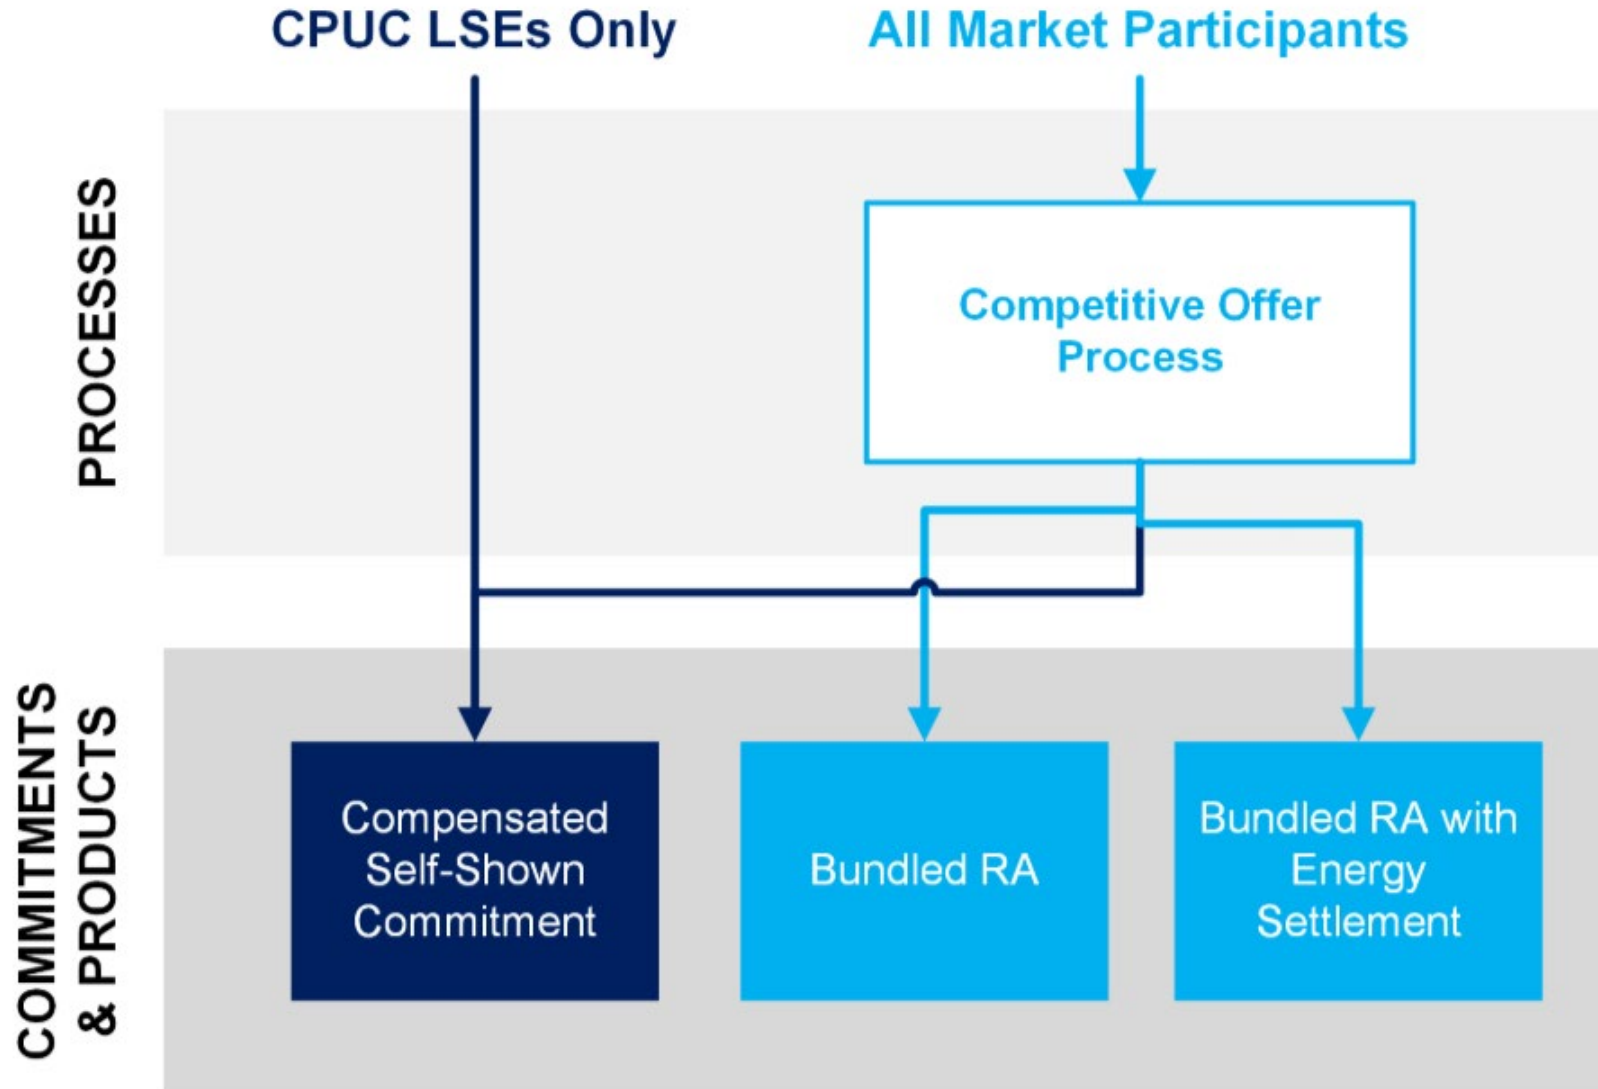 CPUC LSEs Only
All Market Participants
PROCESSES
Competitive Offer
Process
COMMITMENTS
& PRODUCTS
Compensated
Self-Shown
Commitment
Bundled RA
Bundled RA with
Energy
Settlement